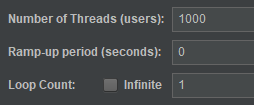 Number of Threads (users): 1000
Ramp-up period (seconds): 0
Loop Count: Infinite 1